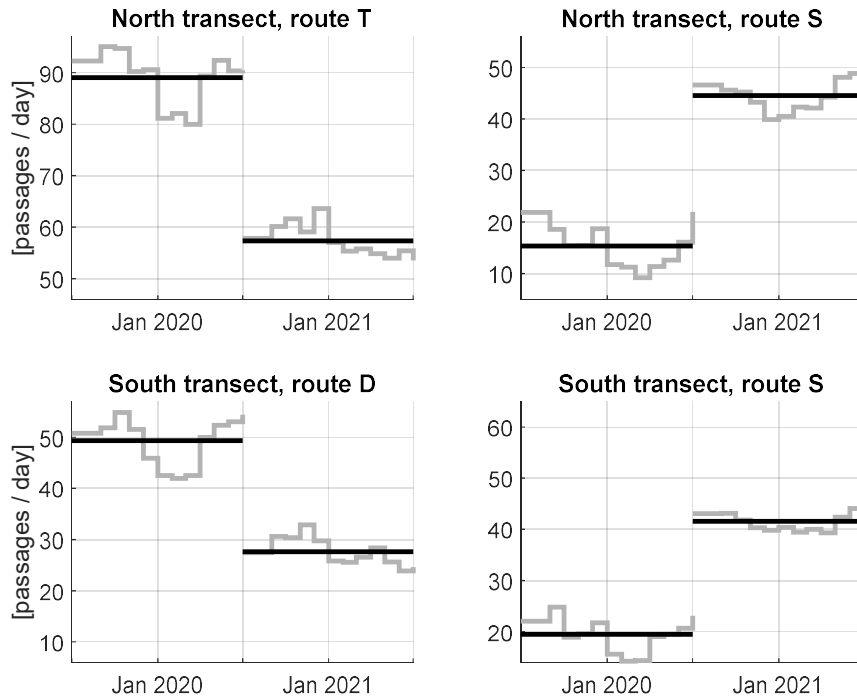 North transect, route T
[passages / day]
90
80
70
60
50
Jan 2020 Jan 2021
North transect, route S
50
40
30
20
10
Jan 2020 Jan 2021
South transect, route D
[passages / day]
50
40
30
20
10
Jan 2020 Jan 2021
South transect, route S
60
50
40
30
20
Jan 2020 Jan 2021